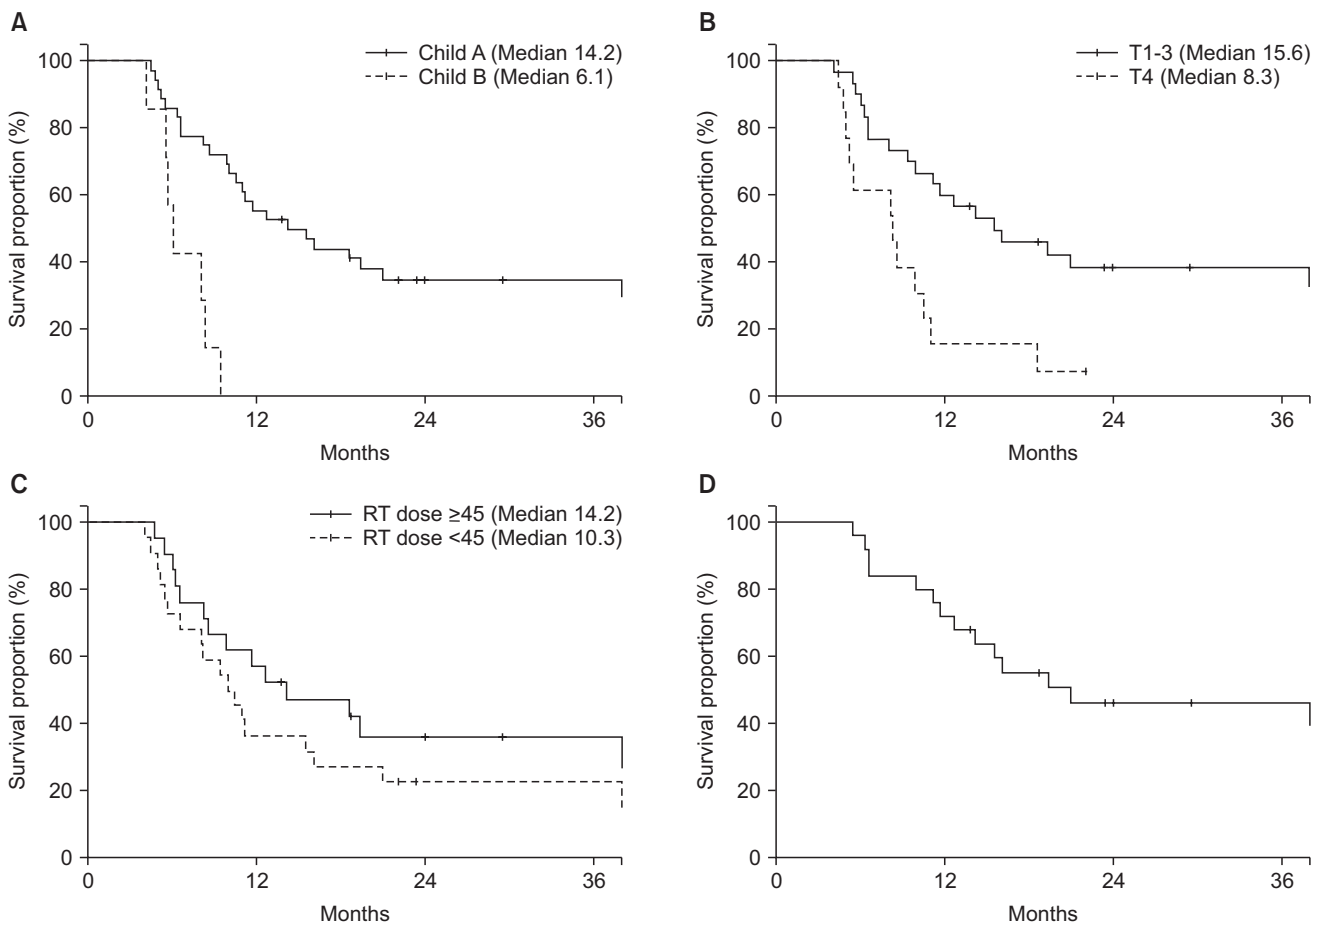 A
Child A (Median 14.2)
Child B (Median 6.1)
Survival proportion (%)
100
80
60
40
20
0
0 12 24 36
Months
B
T1-3 (Median 15.6)
T4 (Median 8.3)
Survival proportion (%)
100
80
60
40
20
0
0 12 24 36
Months
C
RT dose ≥45 (Median 14.2)
RT dose <45 (Median 10.3)
Survival proportion (%)
100
80
60
40
20
0
0 12 24 36
Months
D
Survival proportion (%)
100
80
60
40
20
0
0 12 24 36
Months